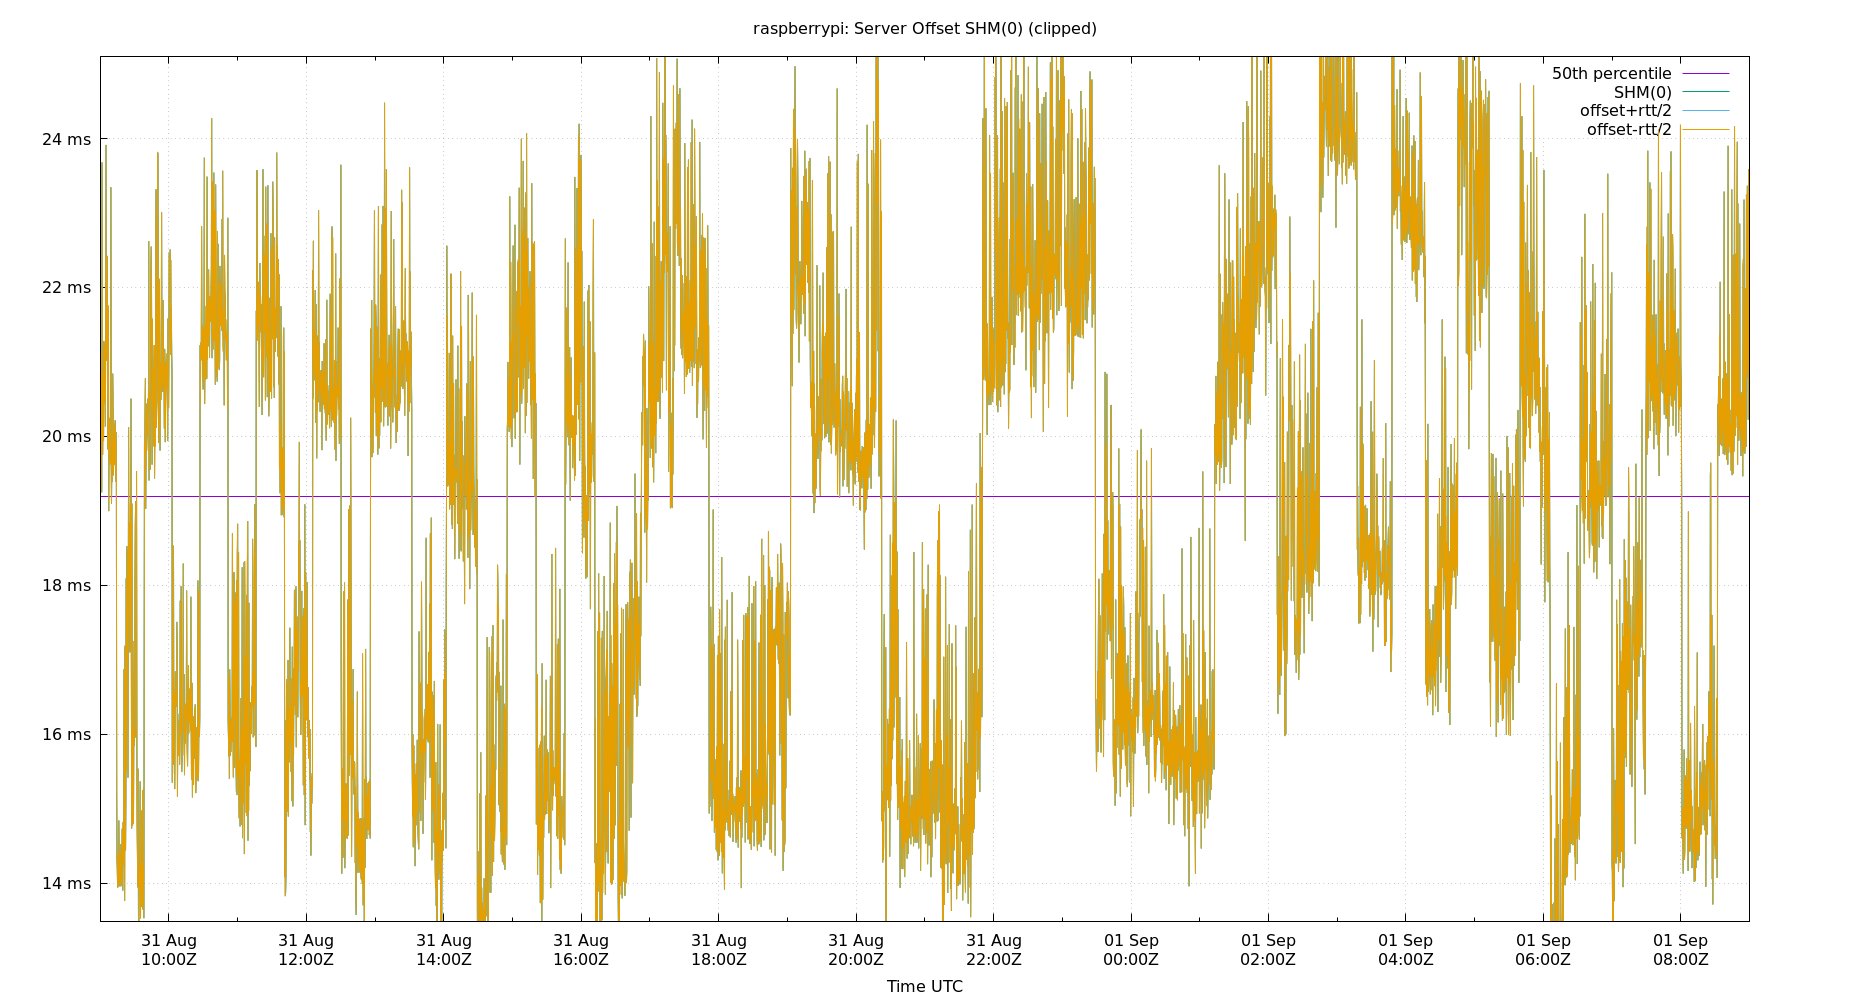 raspberrypi: Server Offset SHM(0) (clipped)
50th percentile
SHM(0)
offset+rtt/2
offset-rtt/2
24 ms
22 ms
20 ms
18 ms
16 ms
14 ms
31 Aug 31 Aug 31 Aug 31 Aug 31 Aug 31 Aug 31 Aug 01 Sep 01 Sep 01 Sep 01 Sep 01 Sep
10:00Z 12:00Z 14:00Z 16:00Z 18:00Z 20:00Z 22:00Z 00:00Z 02:00Z 04:00Z 06:00Z 08:00Z
Time UTC